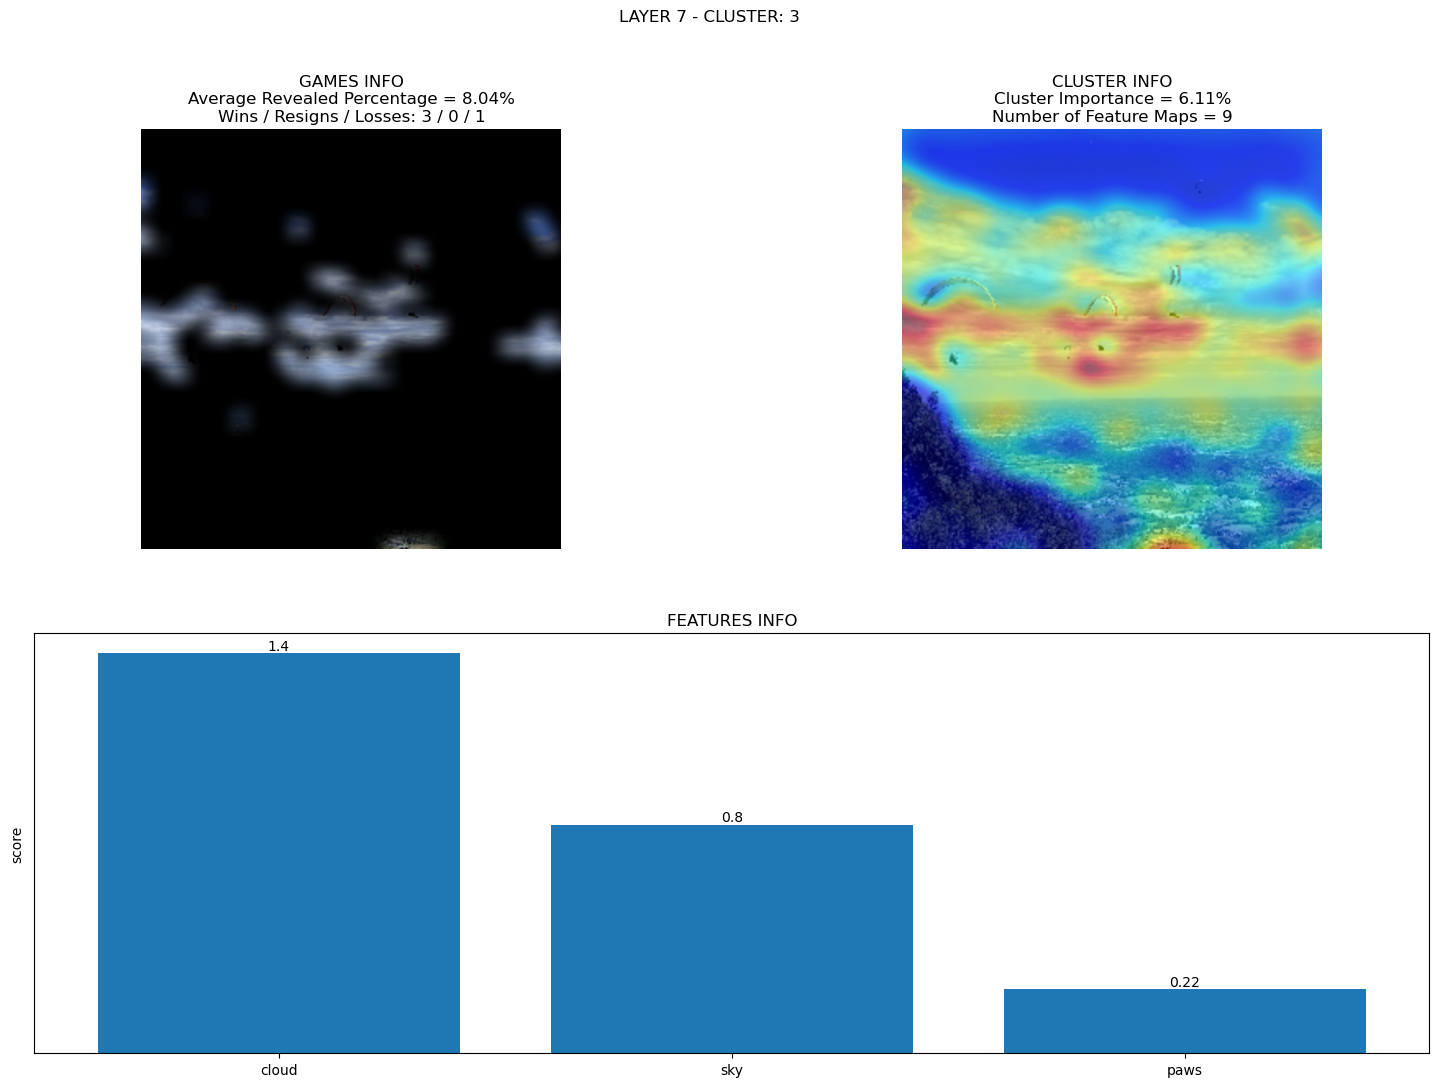 LAYER 7 - CLUSTER: 3
GAMES INFO
Average Revealed Percentage = 8.04%
Wins / Resigns / Losses: 3 / 0 / 1
CLUSTER INFO
Cluster Importance = 6.11%
Number of Feature Maps = 9
FEATURES INFO
score
1.4
0.8
0.22
cloud
sky
paws